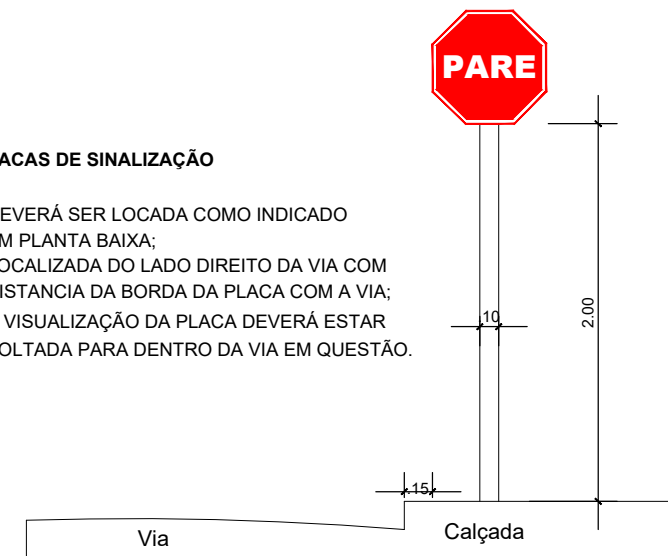 PARE
ACAS DE SINALIZAÇÃO
EVERÁ SER LOCADA COMO INDICADO
M PLANTA BAIXA;
OCALIZADA DO LADO DIREITO DA VIA COM
ISTANCIA DA BORDA DA PLACA COM A VIA;
VISUALIZAÇÃO DA PLACA DEVERÁ ESTAR
OLTADA PARA DENTRO DA VIA EM QUESTÃO.
.10
2.00
.15
Via
Calçada